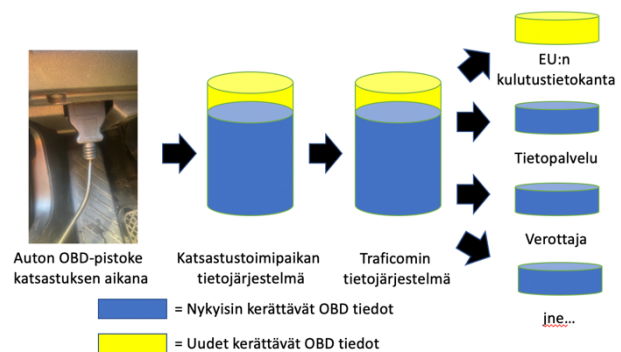 EU:n
kulutustietokanta
Tietopalvelu
Verottaja
jne...
Auton OBD-pistoke
katsastuksen aikana
Katsastustoimipaikan
tietojärjestelmä
Traficomin
tietojärjestelmä
= Nykyisin kerättävät OBD tiedot
= Uudet kerättävät OBD tiedot